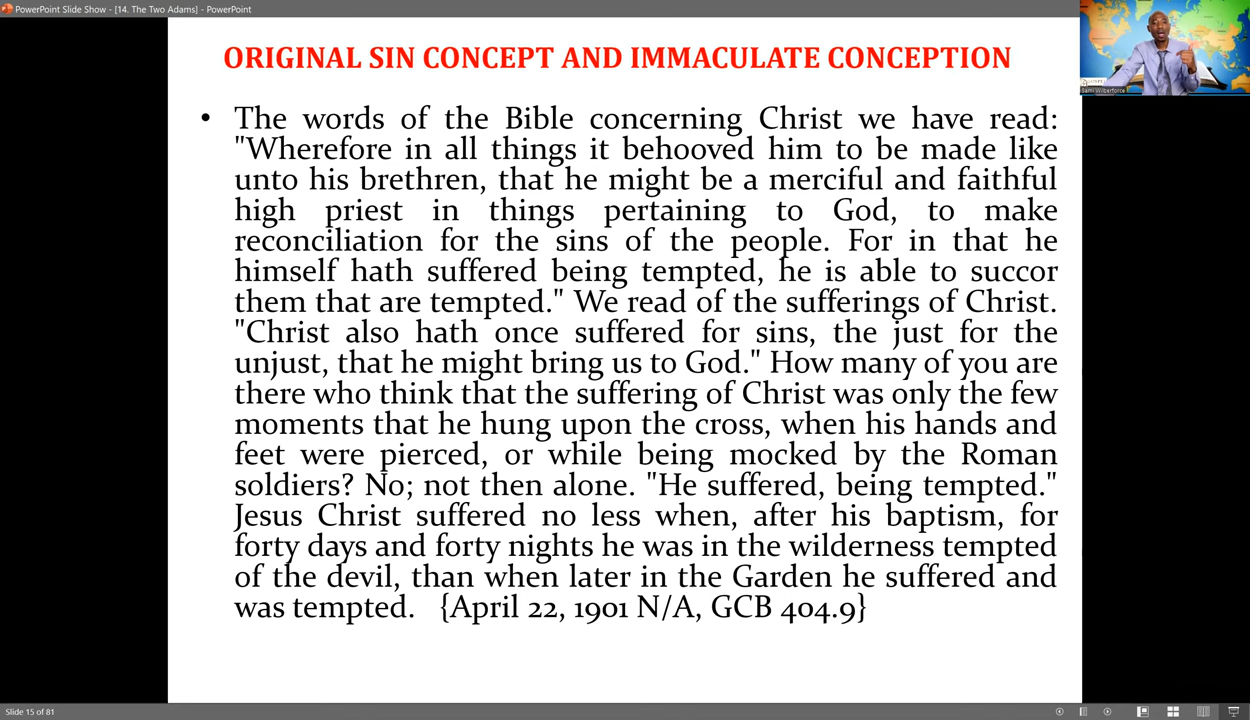 PowerPoint Slide Show - [14. The Two Adams] - PowerPoint
ORIGINAL SIN CONCEPT AND IMMACULATE CONCEPTION
• The words of the Bible concerning Christ we have read:
"Wherefore in all things it behooved him to be made like
unto his brethren, that he might be a merciful and faithful
high priest in things pertaining to God, to make
reconciliation for the sins of the people. For in that he
himself hath suffered being tempted, he is able to succor
them that are tempted." We read of the sufferings of Christ.
"Christ also hath once suffered for sins, the just for the
unjust, that he might bring us to God." How many of you are
there who think that the suffering of Christ was only the few
moments that he hung upon the cross, when his hands and
feet were pierced, or while being mocked by the Roman
soldiers? No; not then alone. "He suffered, being tempted."
Jesus Christ suffered no less when, after his baptism, for
forty days and forty nights he was in the wilderness tempted
of the devil, than when later in the Garden he suffered and
was tempted. {April 22, 1901 N/A, GCB 404.9}
Sami Wilberforce
Slide 15 of 81